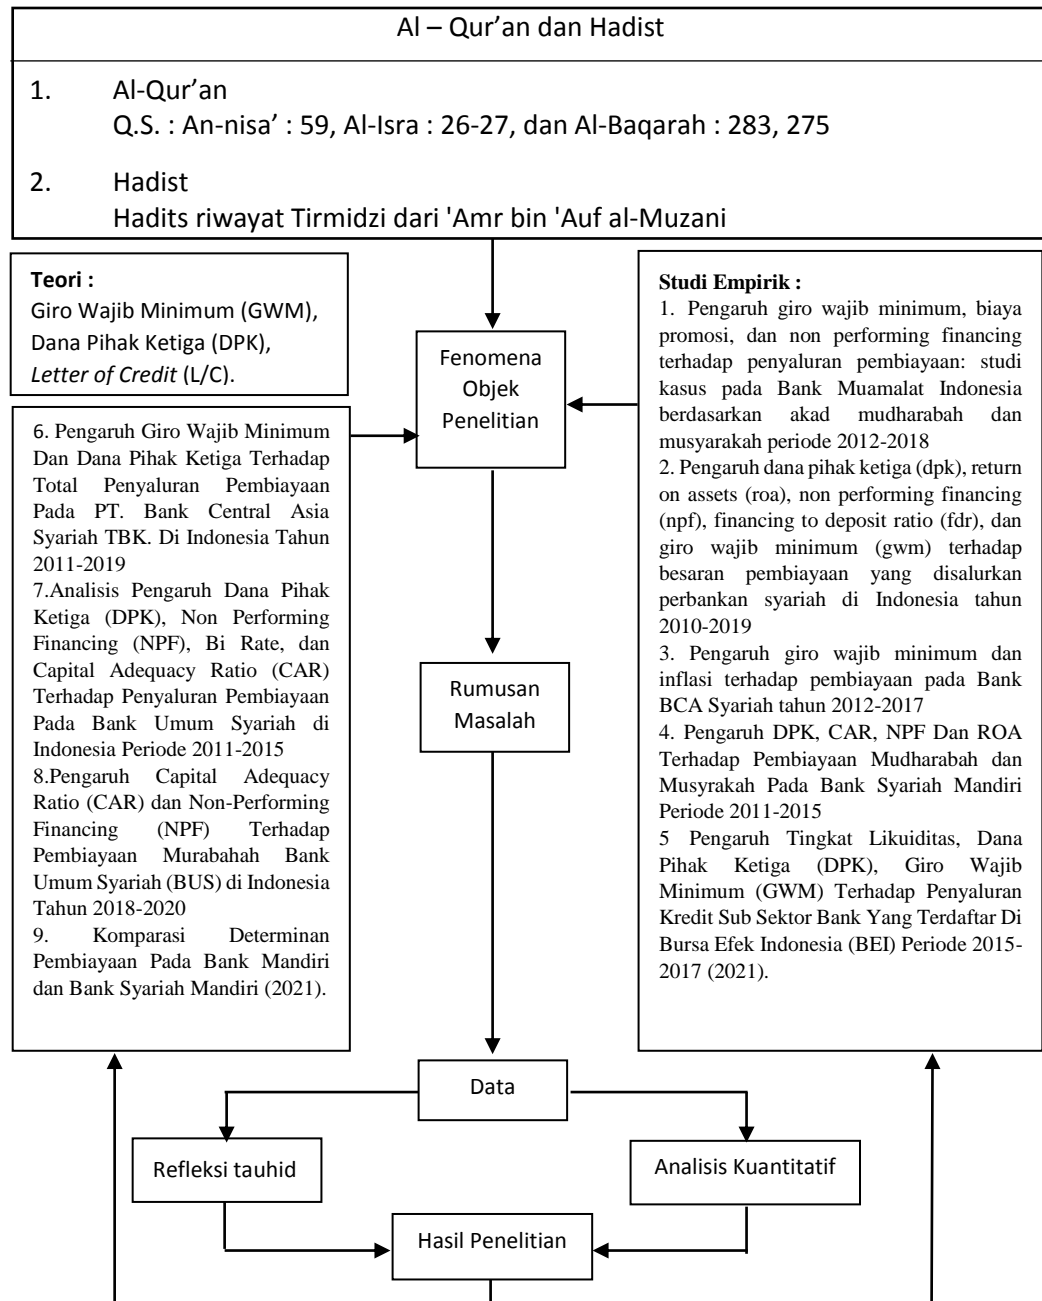 Al – Qur’an dan Hadist
1. Al-Qur’an
Q.S. : An-nisa’ : 59, Al-Isra : 26-27, dan Al-Baqarah : 283, 275
2. Hadist
Hadits riwayat Tirmidzi dari 'Amr bin 'Auf al-Muzani
Teori :
Giro Wajib Minimum (GWM),
Dana Pihak Ketiga (DPK),
Letter of Credit (L/C).
6. Pengaruh Giro Wajib Minimum
Dan Dana Pihak Ketiga Terhadap
Total Penyaluran Pembiayaan
Pada PT. Bank Central Asia
Syariah TBK. Di Indonesia Tahun
2011-2019
7.Analisis Pengaruh Dana Pihak
Ketiga (DPK), Non Performing
Financing (NPF), Bi Rate, dan
Capital Adequacy Ratio (CAR)
Terhadap Penyaluran Pembiayaan
Pada Bank Umum Syariah di
Indonesia Periode 2011-2015
8.Pengaruh Capital Adequacy
Ratio (CAR) dan Non-Performing
Financing (NPF) Terhadap
Pembiayaan Murabahah Bank
Umum Syariah (BUS) di Indonesia
Tahun 2018-2020
9. Komparasi Determinan
Pembiayaan Pada Bank Mandiri
dan Bank Syariah Mandiri (2021).
Fenomena
Objek
Penelitian
Studi Empirik :
1. Pengaruh giro wajib minimum, biaya
promosi, dan non performing financing
terhadap penyaluran pembiayaan: studi
kasus pada Bank Muamalat Indonesia
berdasarkan akad mudharabah dan
musyarakah periode 2012-2018
2. Pengaruh dana pihak ketiga (dpk), return
on assets (roa), non performing financing
(npf), financing to deposit ratio (fdr), dan
giro wajib minimum (gwm) terhadap
besaran pembiayaan yang disalurkan
perbankan syariah di Indonesia tahun
2010-2019
3. Pengaruh giro wajib minimum dan
inflasi terhadap pembiayaan pada Bank
BCA Syariah tahun 2012-2017
4. Pengaruh DPK, CAR, NPF Dan ROA
Terhadap Pembiayaan Mudharabah dan
Musyrakah Pada Bank Syariah Mandiri
Periode 2011-2015
5 Pengaruh Tingkat Likuiditas, Dana
Pihak Ketiga (DPK), Giro Wajib
Minimum (GWM) Terhadap Penyaluran
Kredit Sub Sektor Bank Yang Terdaftar Di
Bursa Efek Indonesia (BEI) Periode 2015-
2017 (2021).
Rumusan
Masalah
Data
Refleksi tauhid
Analisis Kuantitatif
Hasil Penelitian